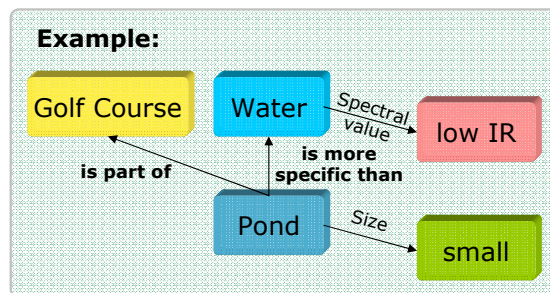 Example:
Golf Course
Water
Spectral
value
low IR
is part of
is more
specific than
Pond
Size
small